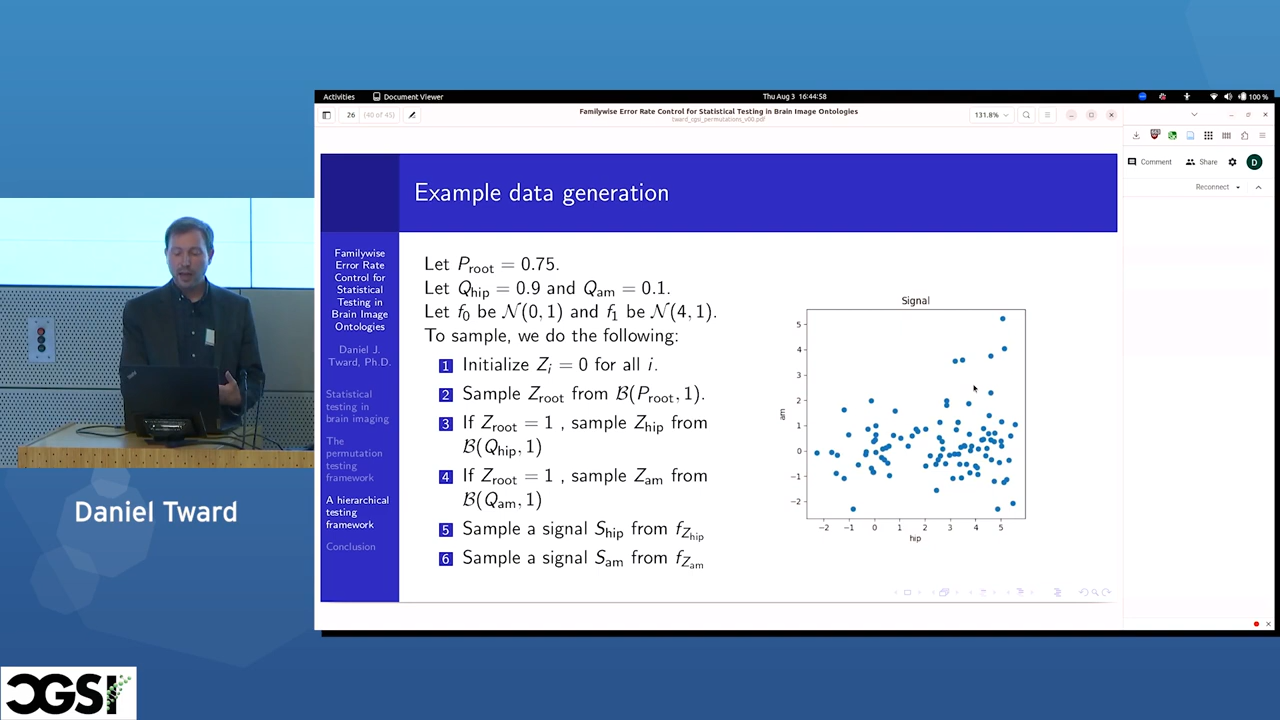 Activities
Document Viewer
Thu Aug 3 16:44:58
100 %
26
(40 of 45)
Familywise Error Rate Control for Statistical Testing in Brain Image Ontologies
tward_cgsi_permutations_v00.pdf
131.8%
Comment
Share
D
Reconnect
Example data generation
Familywise
Error Rate
Control for
Statistical
Testing in
Brain Image
Ontologies
Daniel J.
Tward, Ph.D.
Statistical
testing in
brain imaging
The
permutation
testing
framework
A hierarchical
testing
framework
Conclusion
Let P_root = 0.75.
Let Q_hip = 0.9 and Q_am = 0.1.
Let f_0 be N(0, 1) and f_1 be N(4, 1).
To sample, we do the following:
1 Initialize Z_i = 0 for all i.
2 Sample Z_root from B(P_root, 1).
3 If Z_root = 1 , sample Z_hip from
B(Q_hip, 1)
4 If Z_root = 1 , sample Z_am from
B(Q_am, 1)
5 Sample a signal S_hip from f_Z_hip
6 Sample a signal S_am from f_Z_am
Signal
5
4
3
2
1
0
−1
−2
am
−2 −1 0 1 2 3 4 5
hip
Daniel Tward
CGSI